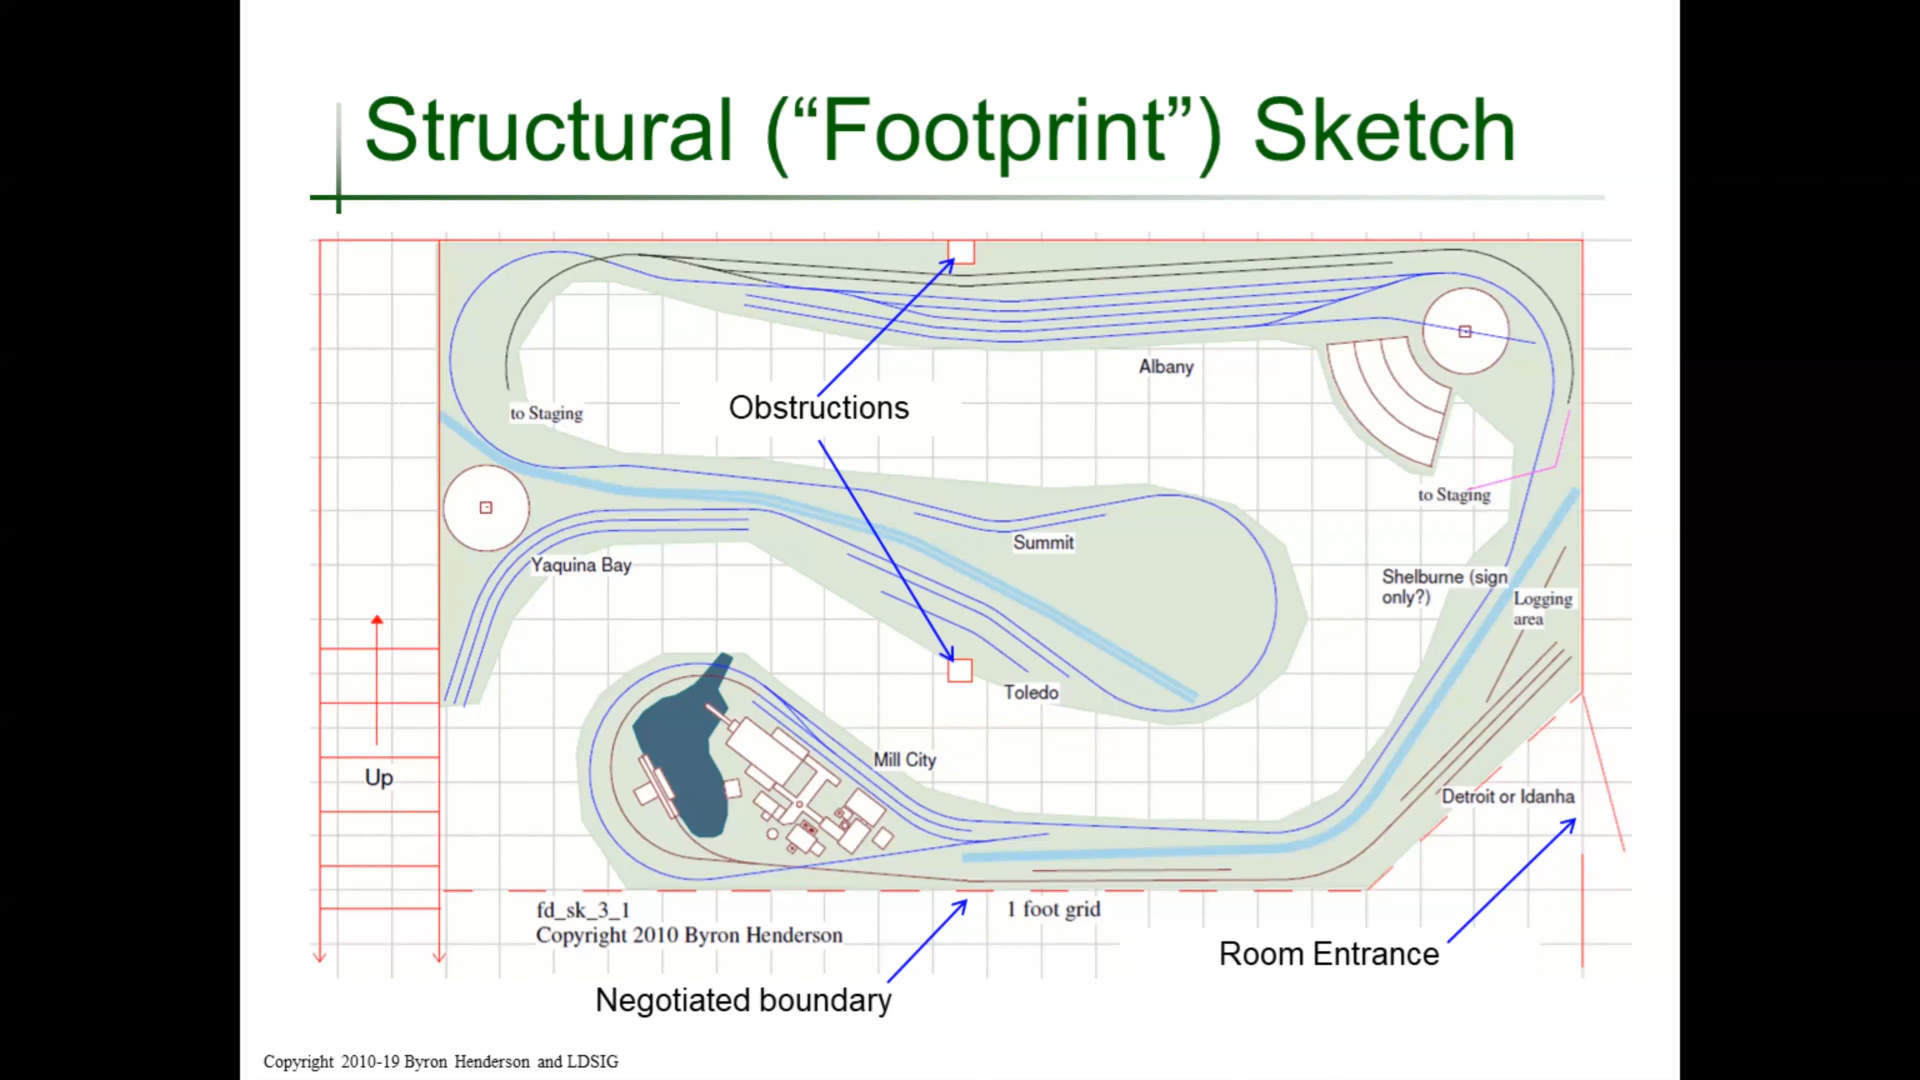 Structural (“Footprint”) Sketch
Albany
Obstructions
to Staging
to Staging
Summit
Yaquina Bay
Shelburne (sign
only?)
Logging
area
Toledo
Mill City
Up
Detroit or Idanha
fd_sk_3_1
1 foot grid
Copyright 2010 Byron Henderson
Room Entrance
Negotiated boundary
Copyright 2010-19 Byron Henderson and LDSIG